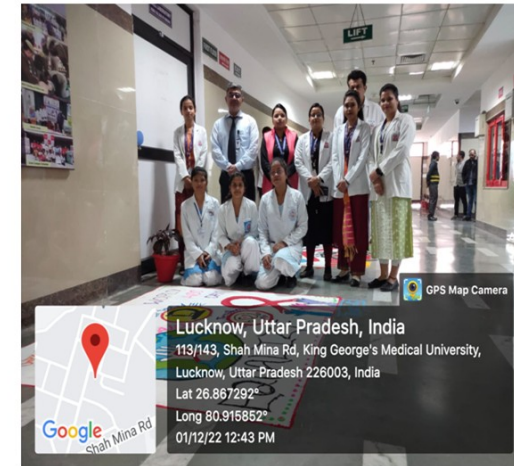 LIFT
GPS Map Camera
Lucknow, Uttar Pradesh, India
113/143, Shah Mina Rd, King George's Medical University,
Lucknow, Uttar Pradesh 226003, India
Lat 26.867292°
Long 80.915852°
01/12/22 12:43 PM
Google
Shah Mina Rd